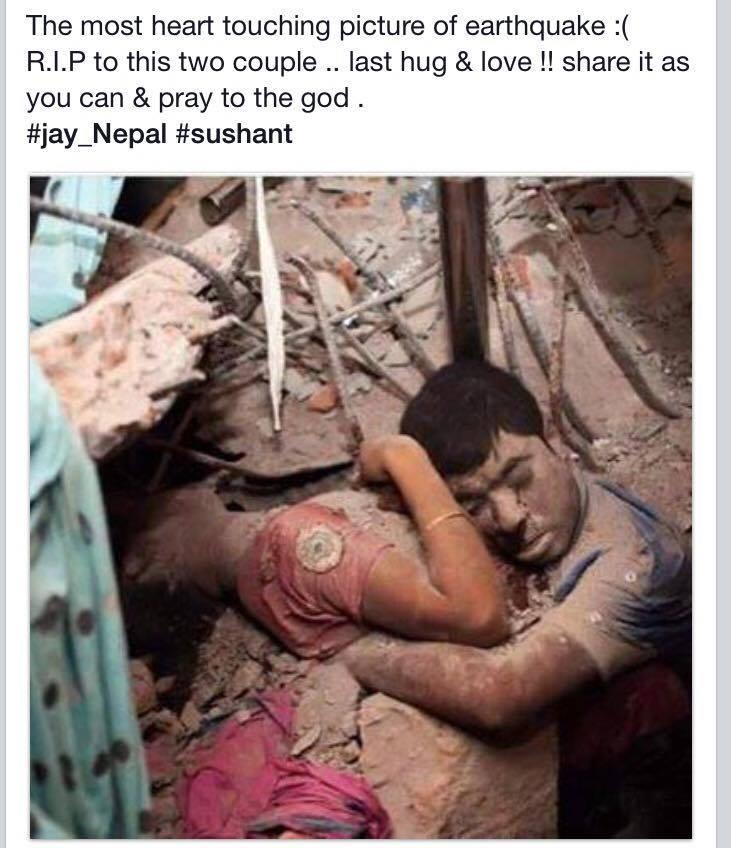 The most heart touching picture of earthquake :(
R.I.P to this two couple .. last hug & love !! share it as
you can & pray to the god .
#jay_Nepal #sushant